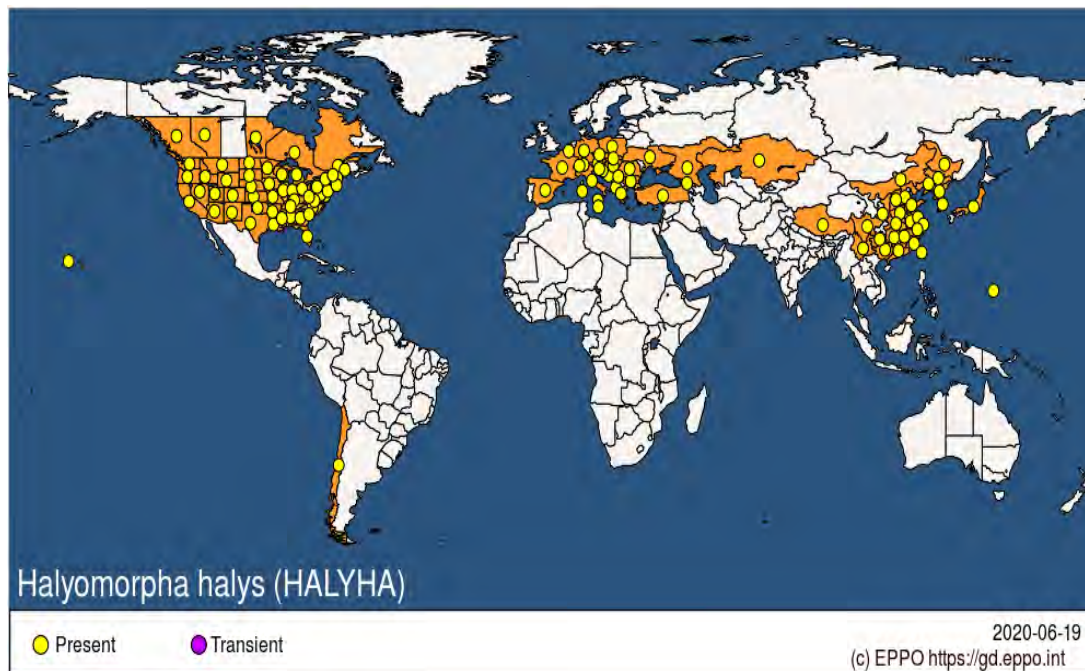 Halyomorpha halys (HALYHA)
Present
Transient
2020-06-19
(c) EPPO https://gd.eppo.int